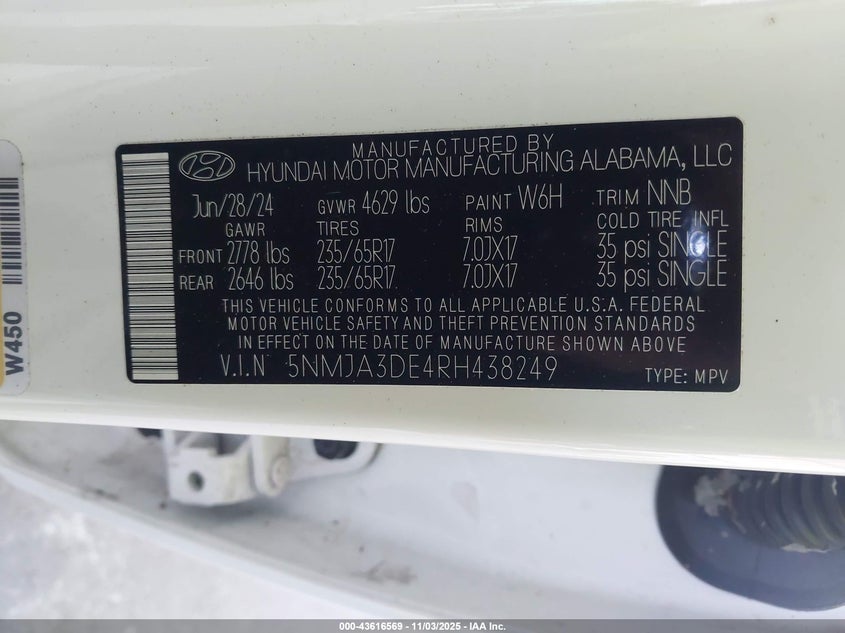 MANUFACTURED BY
HYUNDAI MOTOR MANUFACTURING ALABAMA, LLC
Jun/28/24 GVWR 4629 lbs PAINT W6H TRIM NNB
GAWR TIRES RIMS COLD TIRE INFL
FRONT 2778 lbs 235/65R17 7.0JX17 35 psi SINGLE
REAR 2646 lbs 235/65R17 7.0JX17 35 psi SINGLE
THIS VEHICLE CONFORMS TO ALL APPLICABLE U.S.A. FEDERAL
MOTOR VEHICLE SAFETY AND THEFT PREVENTION STANDARDS
IN EFFECT ON THE DATE OF MANUFACTURE SHOWN ABOVE.
V.I.N 5NMJA3DE4RH438249 TYPE: MPV
W450
000-43616569 — 11/03/2025 — IAA Inc.